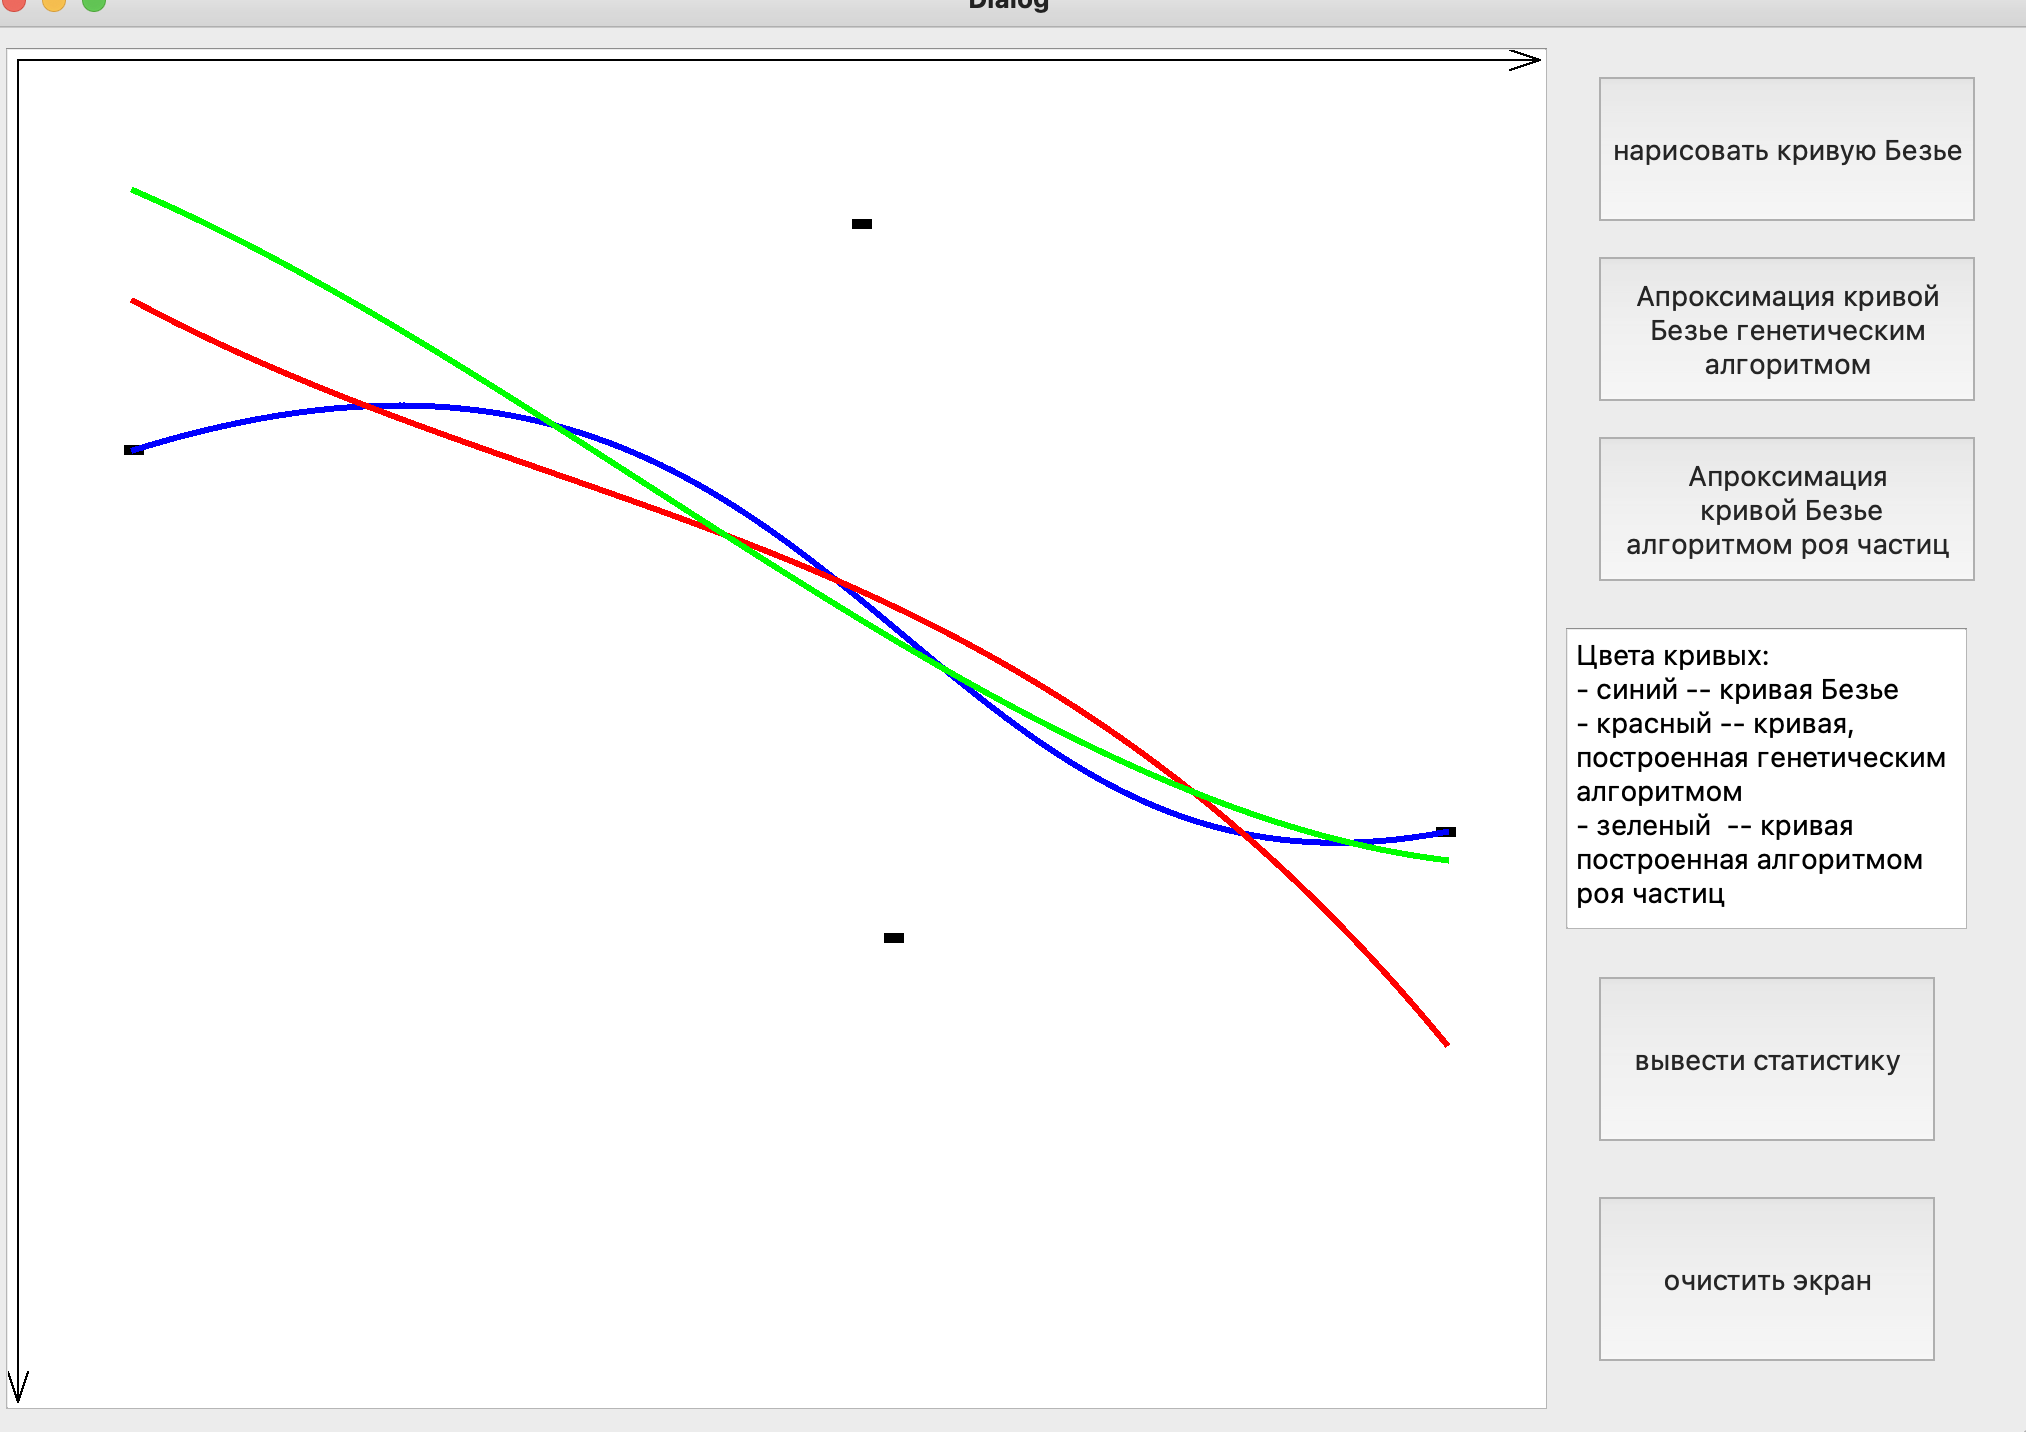 Dialog
нарисовать кривую Безье
Апроксимация кривой
Безье генетическим
алгоритмом
Апроксимация
кривой Безье
алгоритмом роя частиц
Цвета кривых:
- синий -- кривая Безье
- красный -- кривая,
построенная генетическим
алгоритмом
- зеленый  -- кривая
построенная алгоритмом
роя частиц
вывести статистику
очистить экран